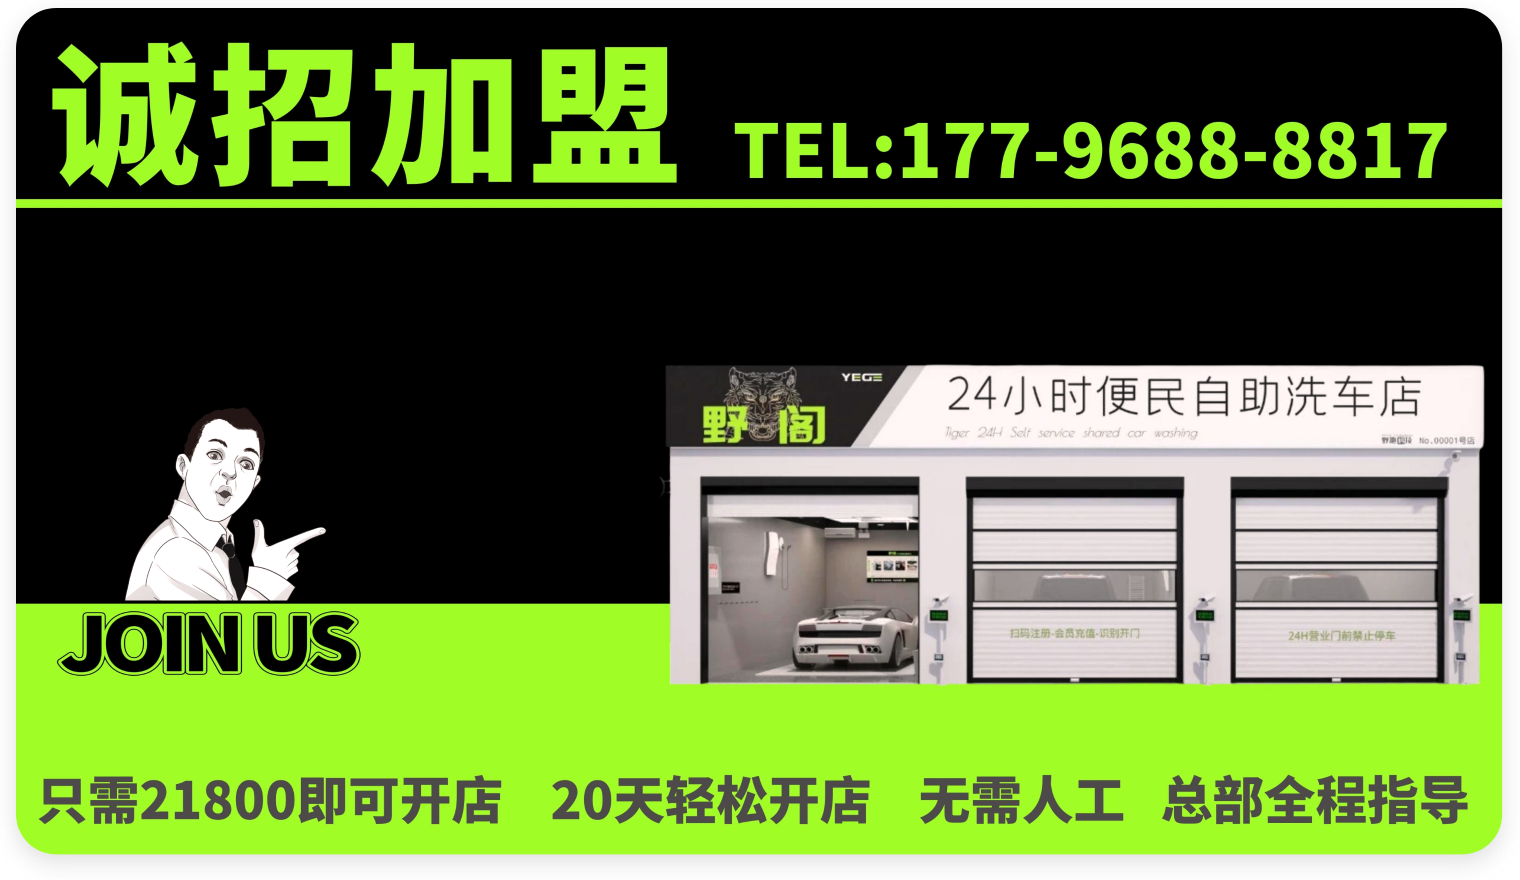 诚招加盟 TEL:177-9688-8817
YEGE
野阁
24小时便民自助洗车店
Tiger 24H Self service shared car washing
No.00001号店
扫码注册-会员充值-识别开门
24H营业门前禁止停车
JOIN US
只需21800即可开店 20天轻松开店 无需人工 总部全程指导